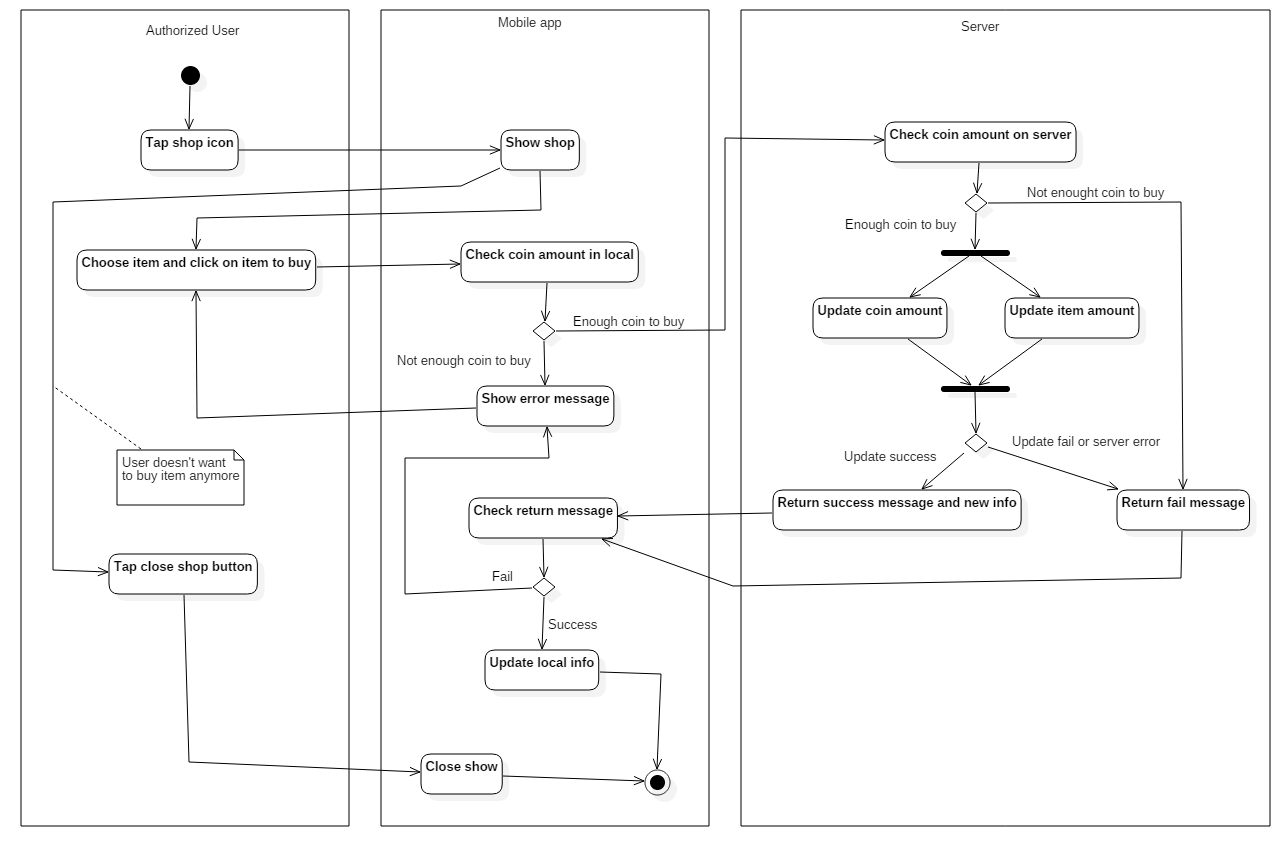 Authorized User
Mobile app
Server
Tap shop icon
Show shop
Check coin amount on server
Not enought coin to buy
Enough coin to buy
Choose item and click on item to buy
Check coin amount in local
Update coin amount
Update item amount
Enough coin to buy
Not enough coin to buy
Show error message
Update fail or server error
Update success
User doesn't want
to buy item anymore
Check return message
Return success message and new info
Return fail message
Tap close shop button
Fail
Success
Update local info
Close show